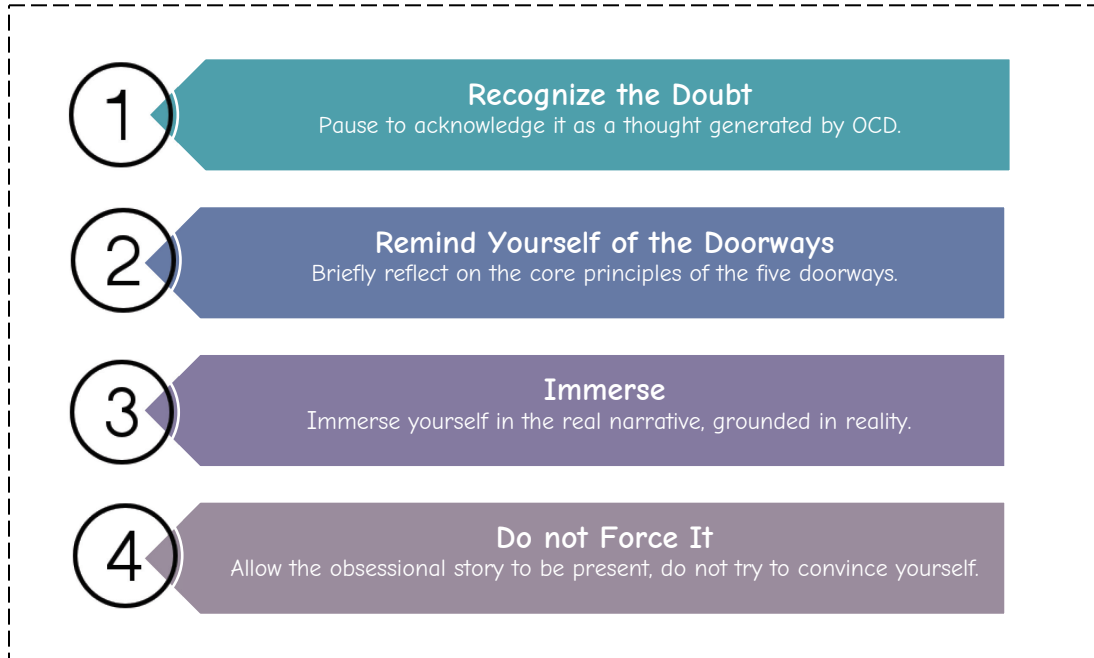 1
Recognize the Doubt
Pause to acknowledge it as a thought generated by OCD.
2
Remind Yourself of the Doorways
Briefly reflect on the core principles of the five doorways.
3
Immerse
Immerse yourself in the real narrative, grounded in reality.
4
Do not Force It
Allow the obsessional story to be present, do not try to convince yourself.